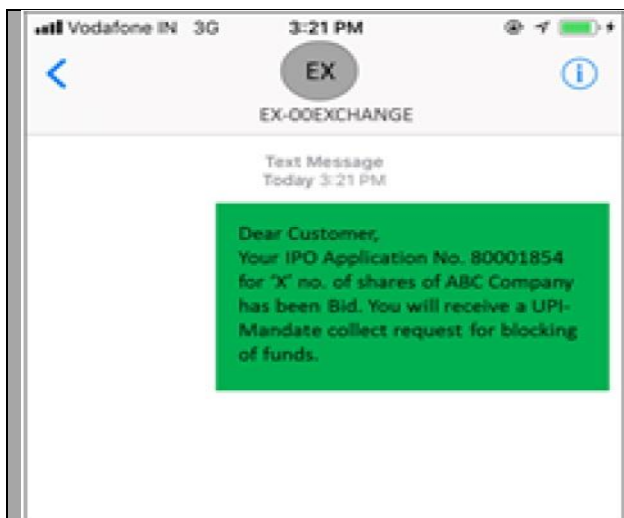 Vodafone IN 3G 3:21 PM
EX
EX-00EXCHANGE
Text Message
Today 3:21 PM
Dear Customer,
Your IPO Application No. 80001854
for 'X' no. of shares of ABC Company
has been Bid. You will receive a UPI-
Mandate collect request for blocking
of funds.